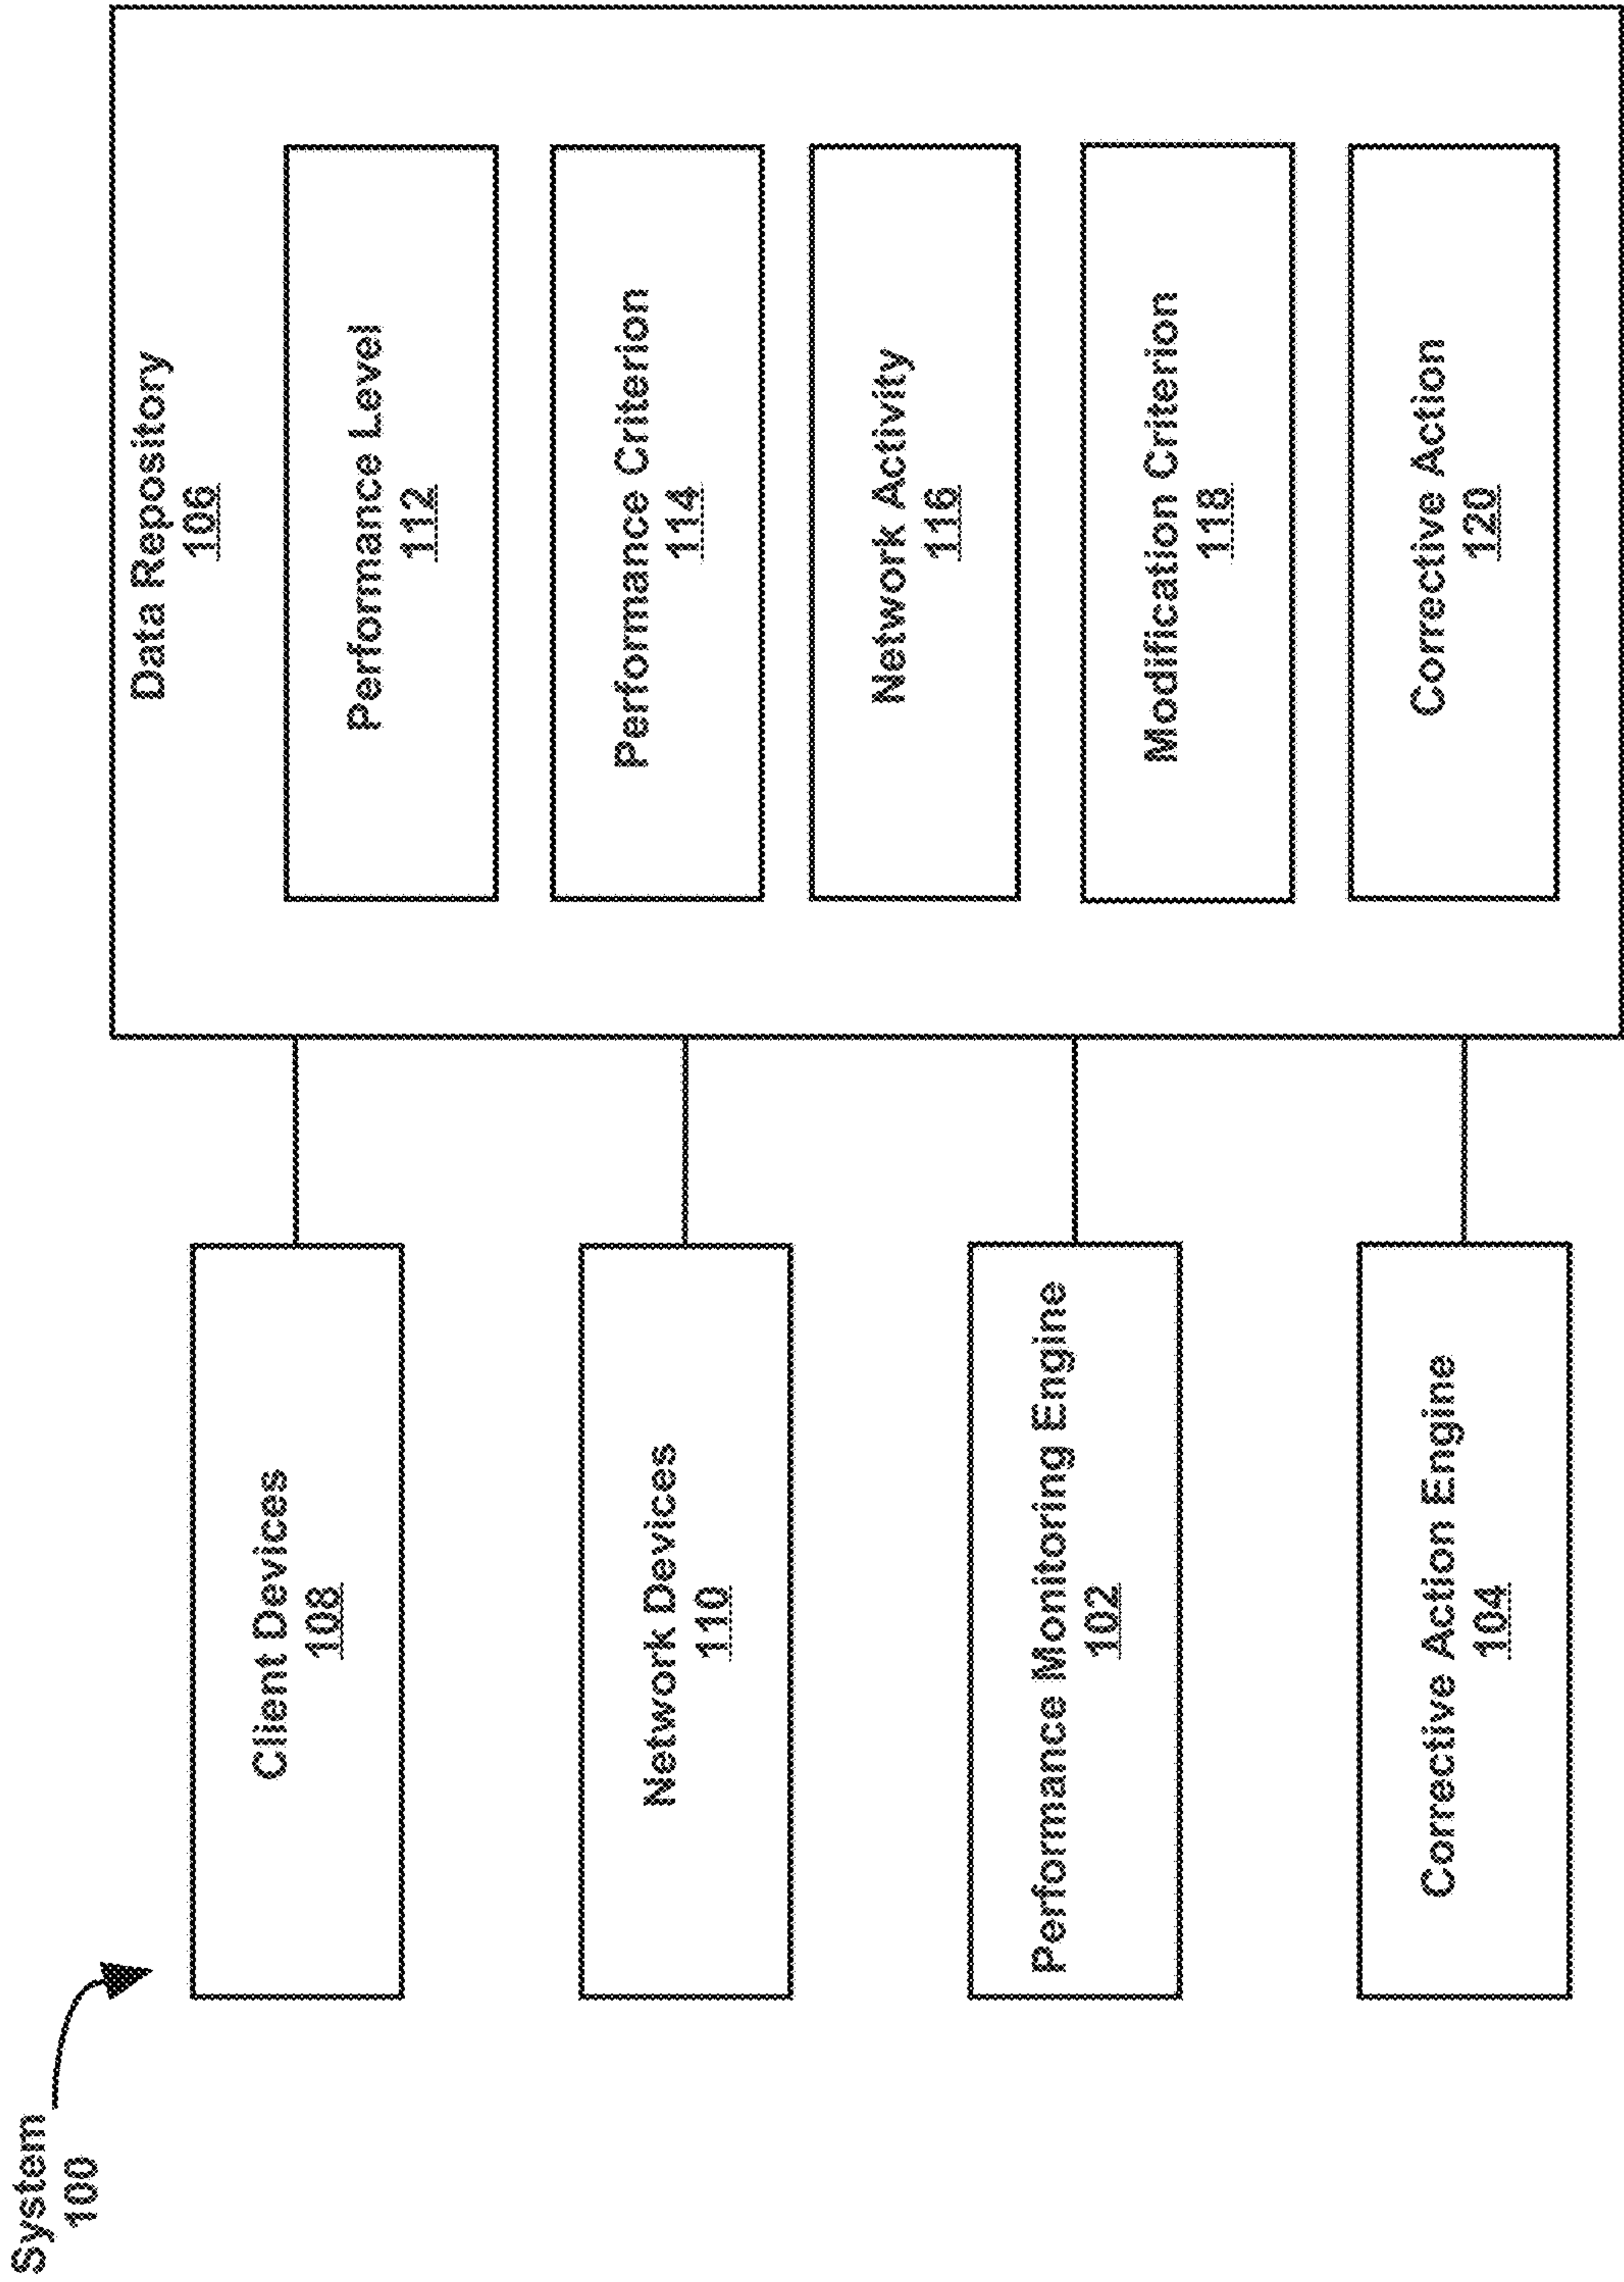 System
100
Client Devices
108
Network Devices
110
Performance Monitoring Engine
102
Corrective Action Engine
104
Data Repository
106
Performance Level
112
Performance Criterion
114
Network Activity
116
Modification Criterion
118
Corrective Action
120